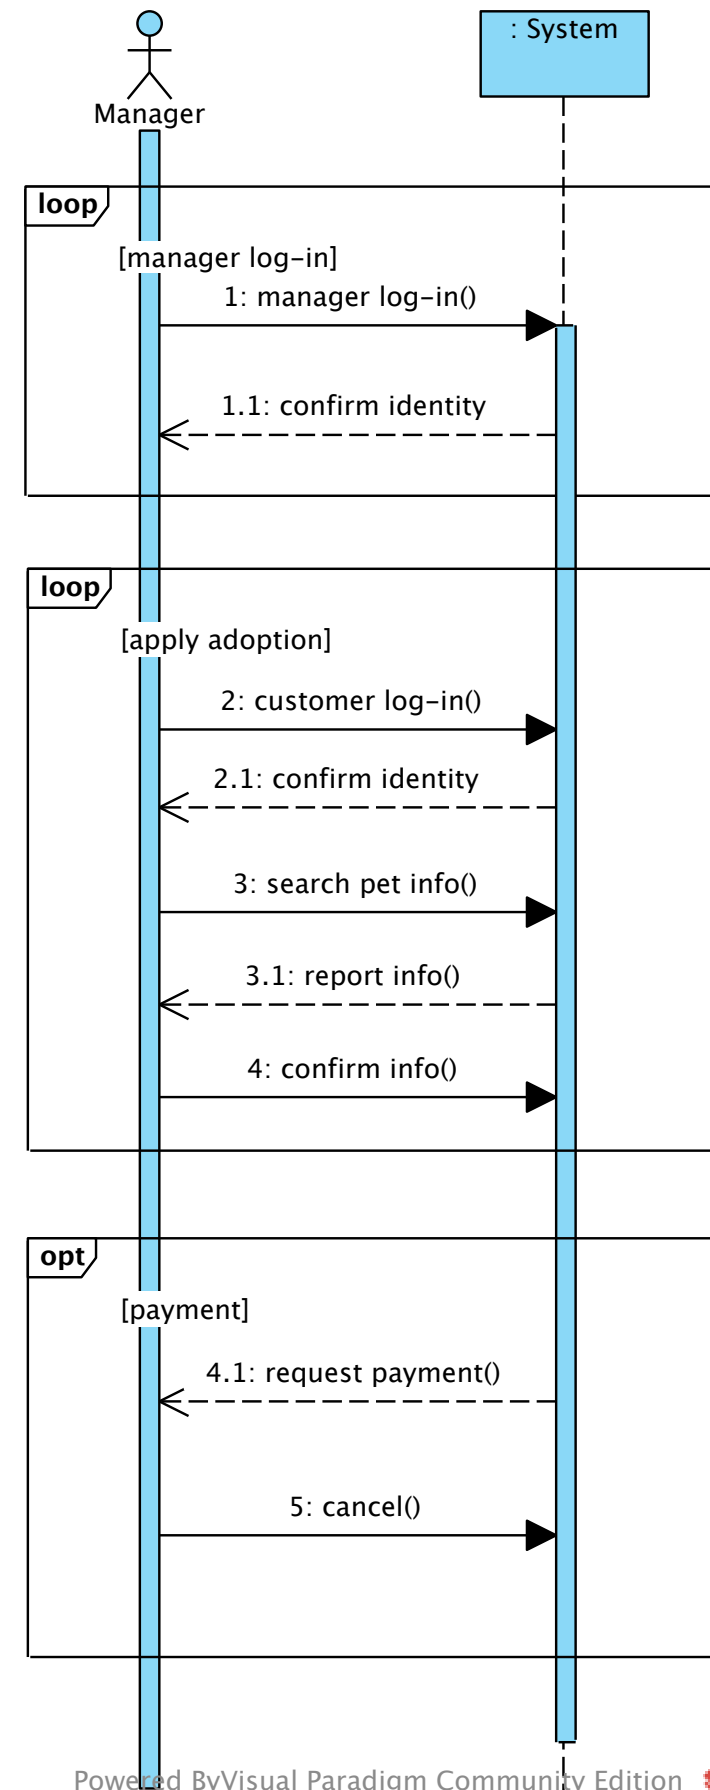 : System
Manager
loop
[manager log-in]
1: manager log-in()
1.1: confirm identity
loop
[apply adoption]
2: customer log-in()
2.1: confirm identity
3: search pet info()
3.1: report info()
4: confirm info()
opt
[payment]
4.1: request payment()
5: cancel()
Powered ByVisual Paradigm Community Edition